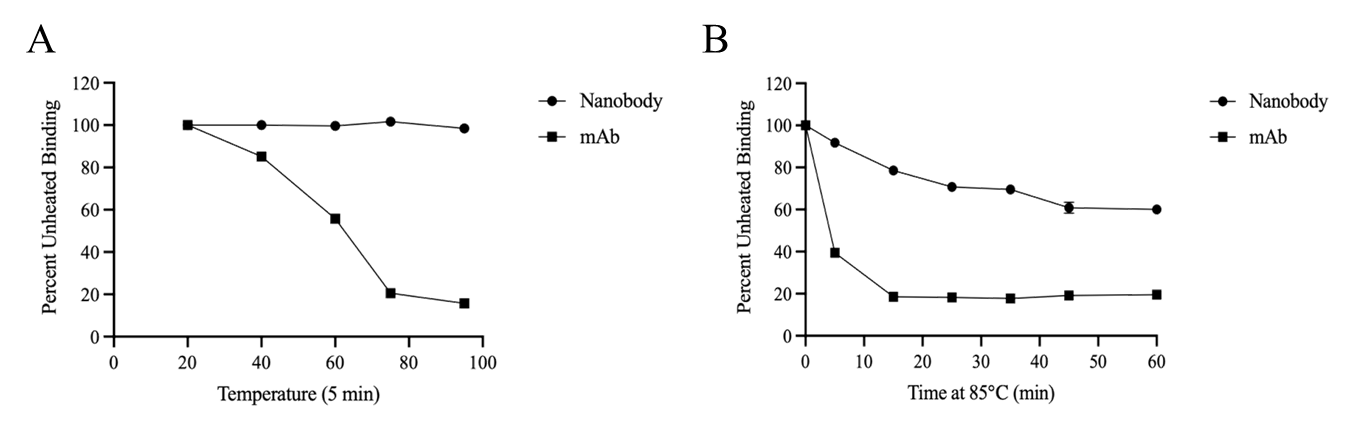 A
Percent Unheated Binding
120
100
80
60
40
20
0
0 20 40 60 80 100
Temperature (5 min)
Nanobody
mAb
B
Percent Unheated Binding
120
100
80
60
40
20
0
0 10 20 30 40 50 60
Time at 85°C (min)
Nanobody
mAb